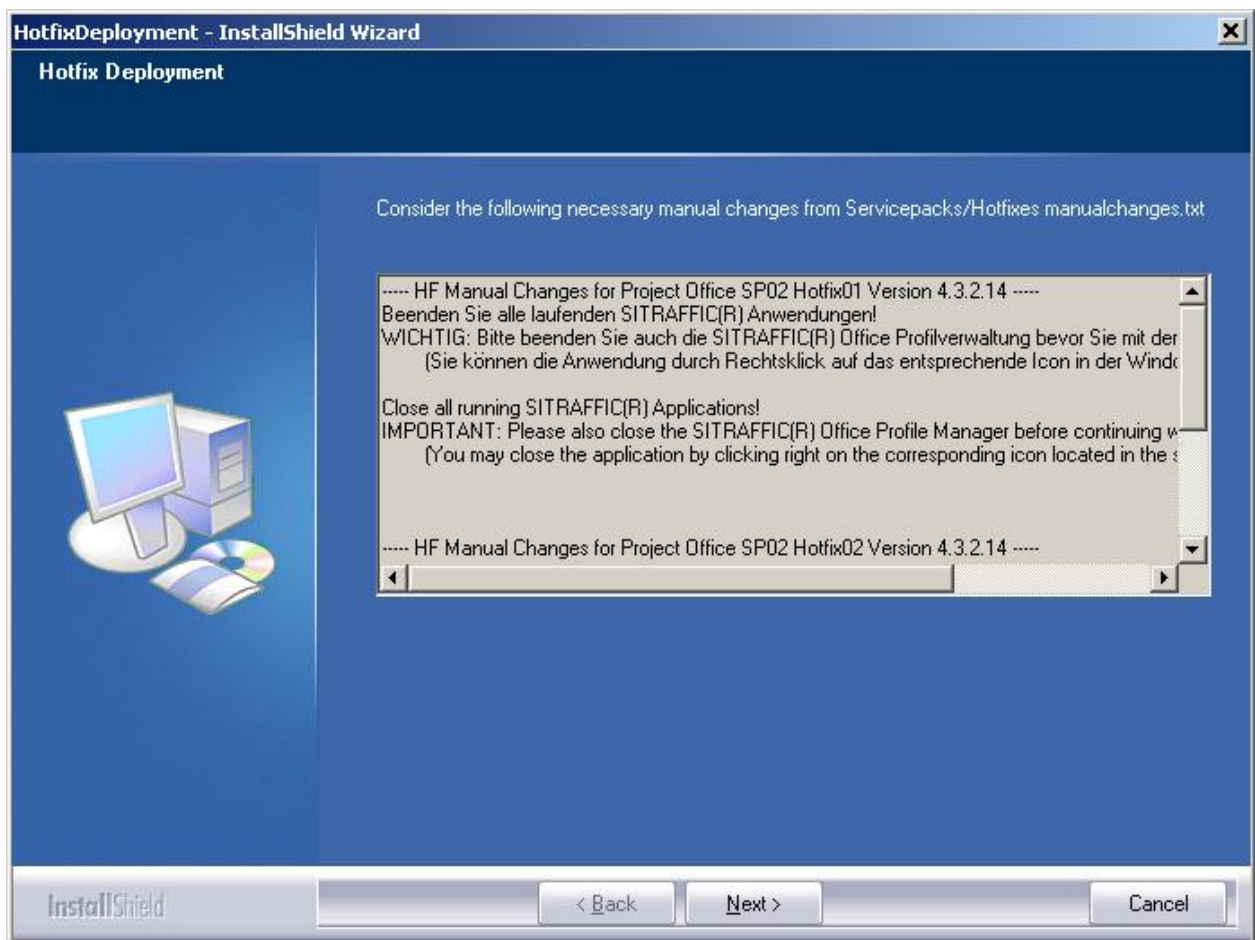 HotfixDeployment - InstallShield Wizard
Hotfix Deployment
Consider the following necessary manual changes from Servicepacks/Hotfixes manualchanges.txt
----- HF Manual Changes for Project Office SP02 Hotfix01 Version 4.3.2.14 -----
Beenden Sie alle laufenden SITRAFFIC(R) Anwendungen!
WICHTIG: Bitte beenden Sie auch die SITRAFFIC(R) Office Profilverwaltung bevor Sie mit der
(Sie können die Anwendung durch Rechtsklick auf das entsprechende Icon in der
Close all running SITRAFFIC(R) Applications!
IMPORTANT: Please also close the SITRAFFIC(R) Office Profile Manager before continuing
(You may close the application by clicking right on the corresponding icon located in the
----- HF Manual Changes for Project Office SP02 Hotfix02 Version 4.3.2.14 -----
InstallShield
< Back
Next >
Cancel